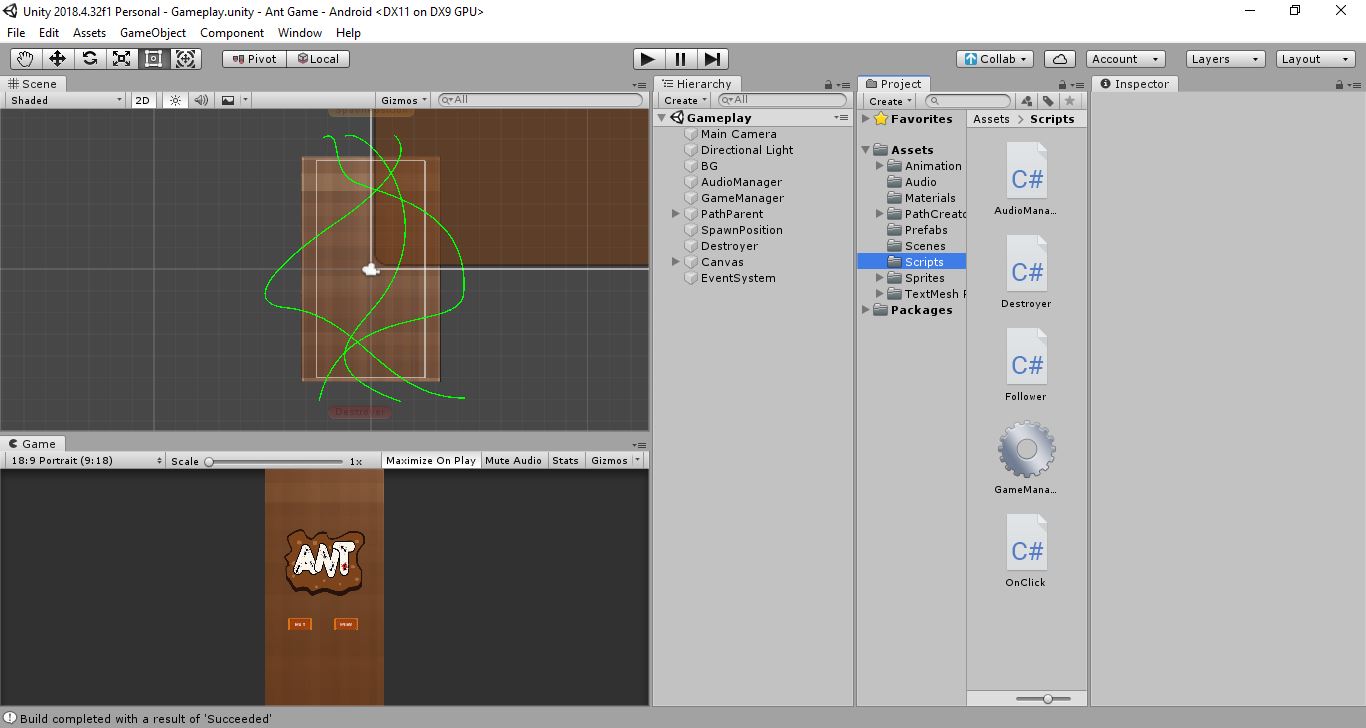 Unity 2018.4.32f1 Personal - Gameplay.unity - Ant Game - Android <DX11 on DX9 GPU>
File Edit Assets GameObject Component Window Help
Pivot Local Collab Account Layers Layout
Scene
Shaded 2D Gizmos All
Destroyer
Game
18:9 Portrait (9:18) Scale 1x Maximize On Play Mute Audio Stats Gizmos
ANT
Hierarchy
Create All
Gameplay
Main Camera
Directional Light
BG
AudioManager
GameManager
PathParent
SpawnPosition
Destroyer
Canvas
EventSystem
Project
Create
Favorites
Assets
Animation
Audio
Materials
PathCreato
Prefabs
Scenes
Scripts
Sprites
TextMesh P
Packages
Assets > Scripts
C#
AudioMana...
C#
Destroyer
C#
Follower
GameMana...
C#
OnClick
Inspector
Build completed with a result of 'Succeeded'